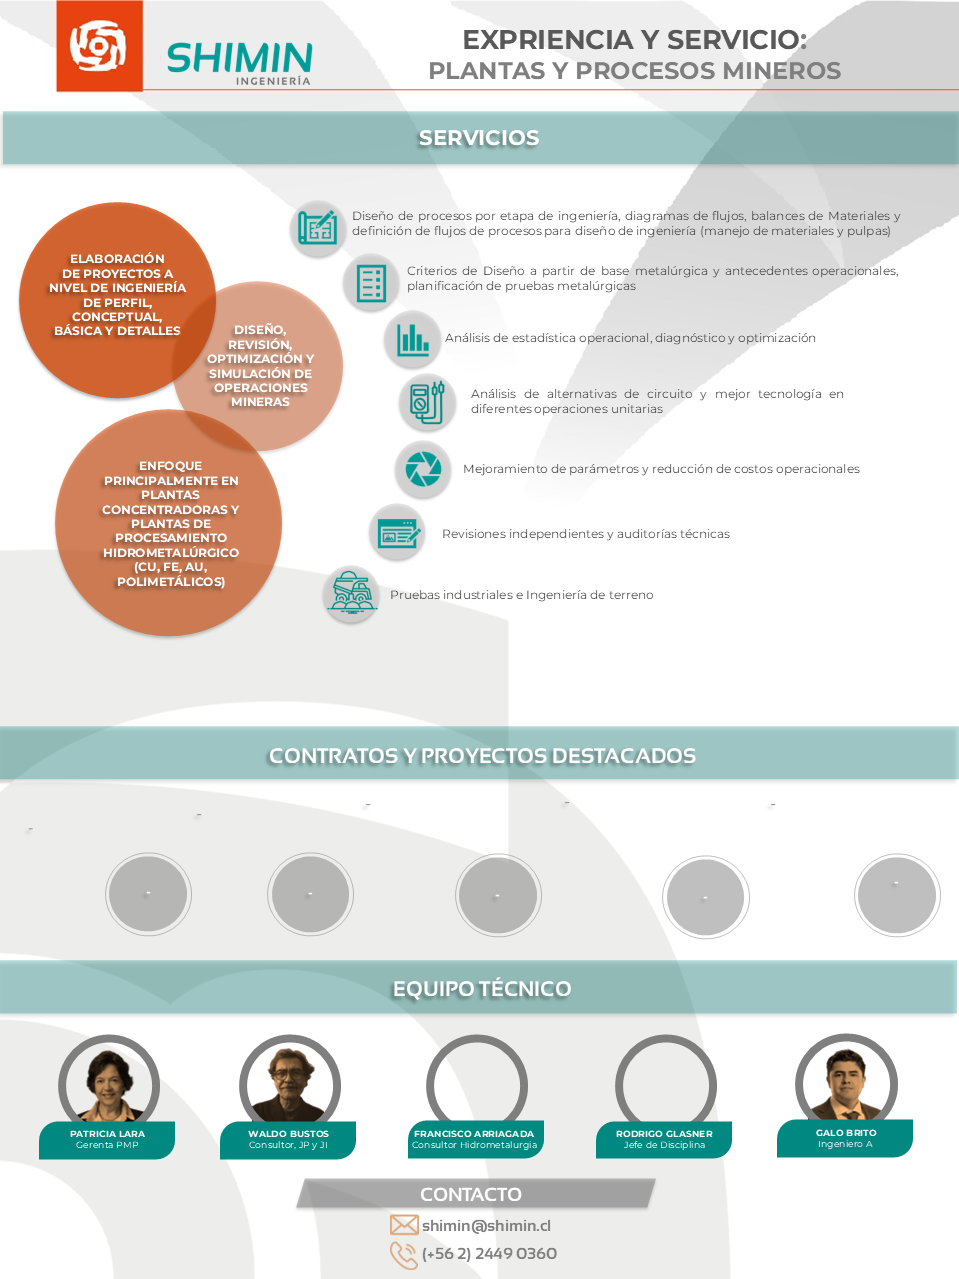 SHIMIN
INGENIERÍA
EXPRIENCIA Y SERVICIO:
PLANTAS Y PROCESOS MINEROS
SERVICIOS
ELABORACIÓN
DE PROYECTOS A
NIVEL DE INGENIERÍA
DE PERFIL,
CONCEPTUAL,
BÁSICA Y DETALLES
DISEÑO,
REVISIÓN,
OPTIMIZACIÓN Y
SIMULACIÓN DE
OPERACIONES
MINERAS
ENFOQUE
PRINCIPALMENTE EN
PLANTAS
CONCENTRADORAS Y
PLANTAS DE
PROCESAMIENTO
HIDROMETALÚRGICO
(CU, FE, AU,
POLIMETÁLICOS)
Diseño de procesos por etapa de ingeniería, diagramas de flujos, balances de Materiales y
definición de flujos de procesos para diseño de ingeniería (manejo de materiales y pulpas)
Criterios de Diseño a partir de base metalúrgica y antecedentes operacionales,
planificación de pruebas metalúrgicas
Análisis de estadística operacional, diagnóstico y optimización
Análisis de alternativas de circuito y mejor tecnología en
diferentes operaciones unitarias
Mejoramiento de parámetros y reducción de costos operacionales
Revisiones independientes y auditorías técnicas
Pruebas industriales e Ingeniería de terreno
CONTRATOS Y PROYECTOS DESTACADOS
- - - - -
- - - - -
EQUIPO TÉCNICO
PATRICIA LARA
Gerenta PMP
WALDO BUSTOS
Consultor, JP y JI
FRANCISCO ARRIAGADA
Consultor Hidrometalurgia
RODRIGO GLASNER
Jefe de Disciplina
GALO BRITO
Ingeniero A
CONTACTO
shimin@shimin.cl
(+56 2) 2449 0360